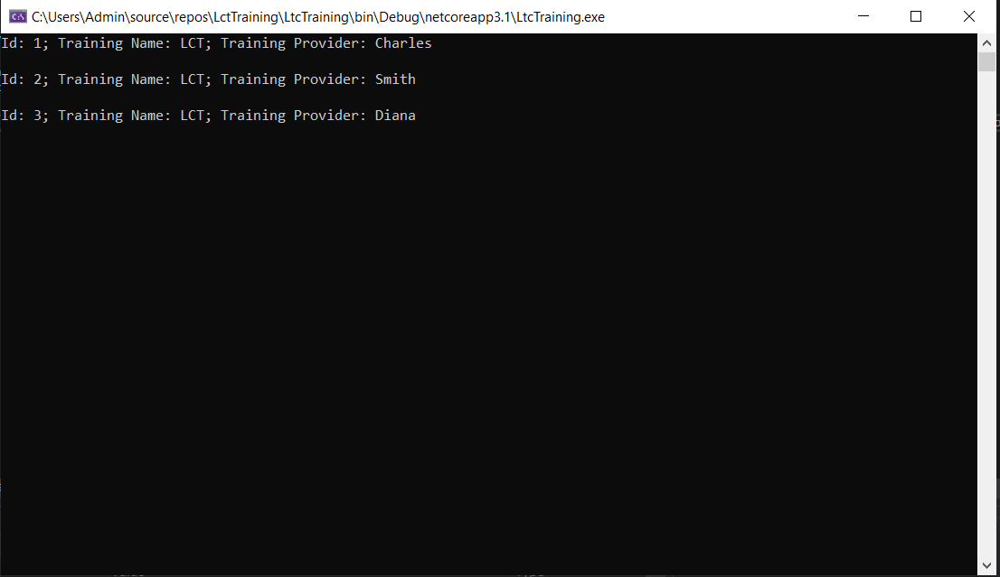 C:\Users\Admin\source\repos\LctTraining\LtcTraining\bin\Debug\netcoreapp3.1\LtcTraining.exe
Id: 1; Training Name: LCT; Training Provider: Charles
Id: 2; Training Name: LCT; Training Provider: Smith
Id: 3; Training Name: LCT; Training Provider: Diana